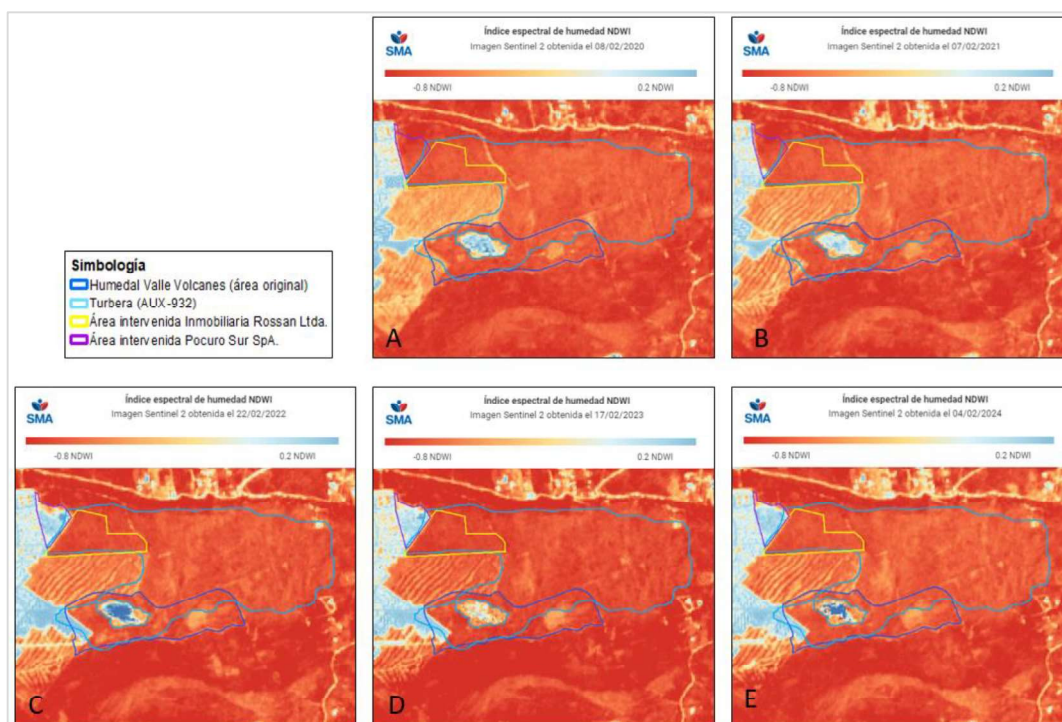 Índice espectral de humedad NDWI
SMA
Imagen Sentinel 2 obtenida el 08/02/2020
-0.8 NDWI
0.2 NDWI
A
Índice espectral de humedad NDWI
SMA
Imagen Sentinel 2 obtenida el 07/02/2021
-0.8 NDWI
0.2 NDWI
B
Simbología
Humedal Valle Volcanes (área original)
Turbera (AUX-932)
Área intervenida Inmobiliaria Rossan Ltda.
Área intervenida Pocuro Sur SpA.
Índice espectral de humedad NDWI
SMA
Imagen Sentinel 2 obtenida el 22/02/2022
-0.8 NDWI
0.2 NDWI
C
Índice espectral de humedad NDWI
SMA
Imagen Sentinel 2 obtenida el 17/02/2023
-0.8 NDWI
0.2 NDWI
D
Índice espectral de humedad NDWI
SMA
Imagen Sentinel 2 obtenida el 04/02/2024
-0.8 NDWI
0.2 NDWI
E